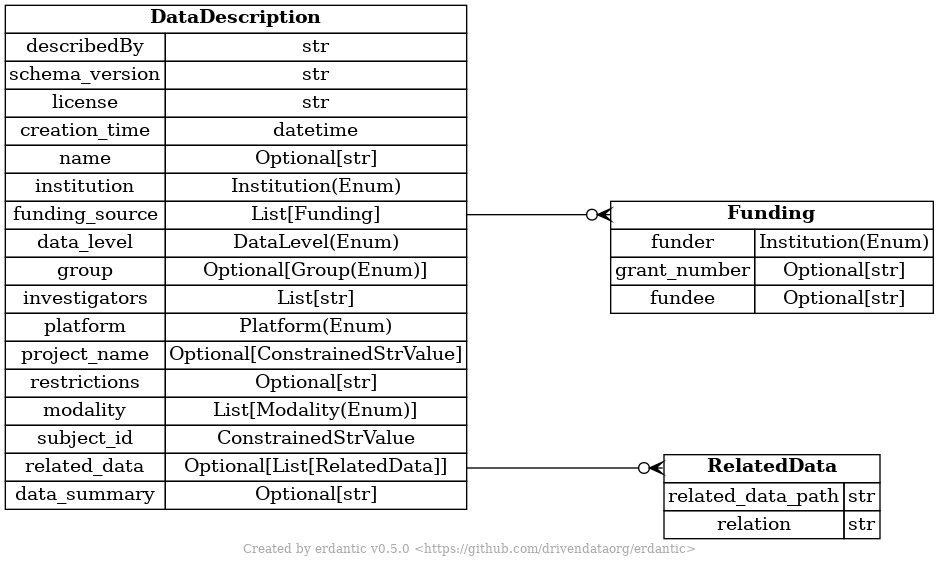 DataDescription
describedBy str
schema_version str
license str
creation_time datetime
name Optional[str]
institution Institution(Enum)
funding_source List[Funding]
data_level DataLevel(Enum)
group Optional[Group(Enum)]
investigators List[str]
platform Platform(Enum)
project_name Optional[ConstrainedStrValue]
restrictions Optional[str]
modality List[Modality(Enum)]
subject_id ConstrainedStrValue
related_data Optional[List[RelatedData]]
data_summary Optional[str]
Funding
funder Institution(Enum)
grant_number Optional[str]
fundee Optional[str]
RelatedData
related_data_path str
relation str
Created by erdantic v0.5.0 <https://github.com/drivendataorg/erdantic>